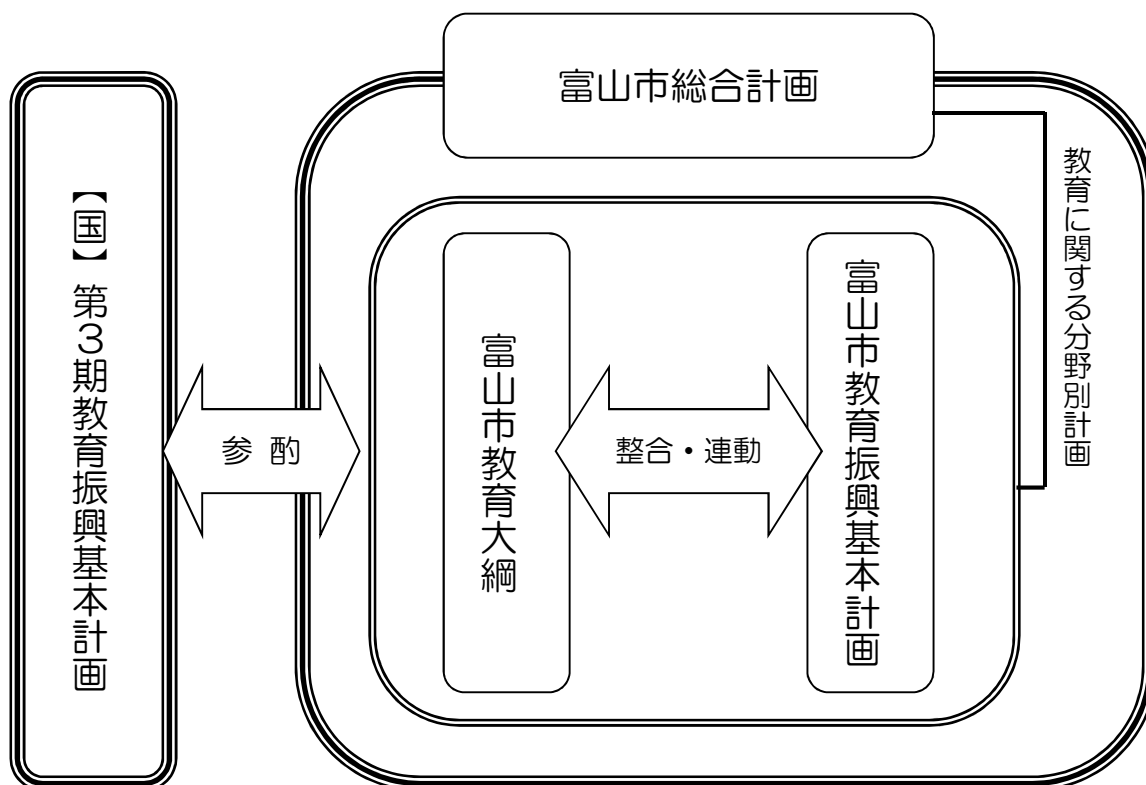 富山市総合計画
【国】第３期教育振興基本計画
参 酌
富山市教育大綱
整合・連動
富山市教育振興基本計画
教育に関する分野別計画